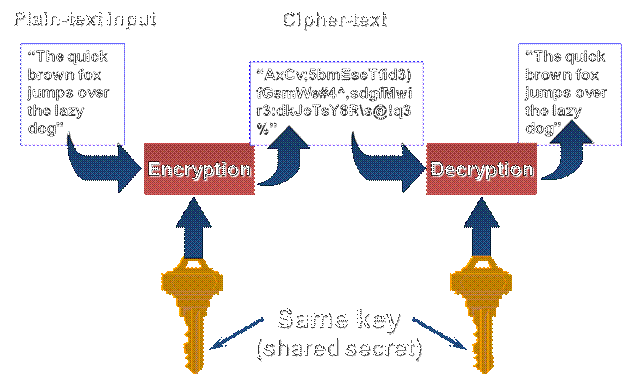 Plain-text input
Cipher-text
“The quick
brown fox
jumps over
the lazy
dog”
“AxCv;5bmEseTfid3)
fGsmWe#4^,sdgfMwi
r3:dkJeTsY8R\s@!q3
%”
“The quick
brown fox
jumps over
the lazy
dog”
Encryption
Decryption
Same key
(shared secret)